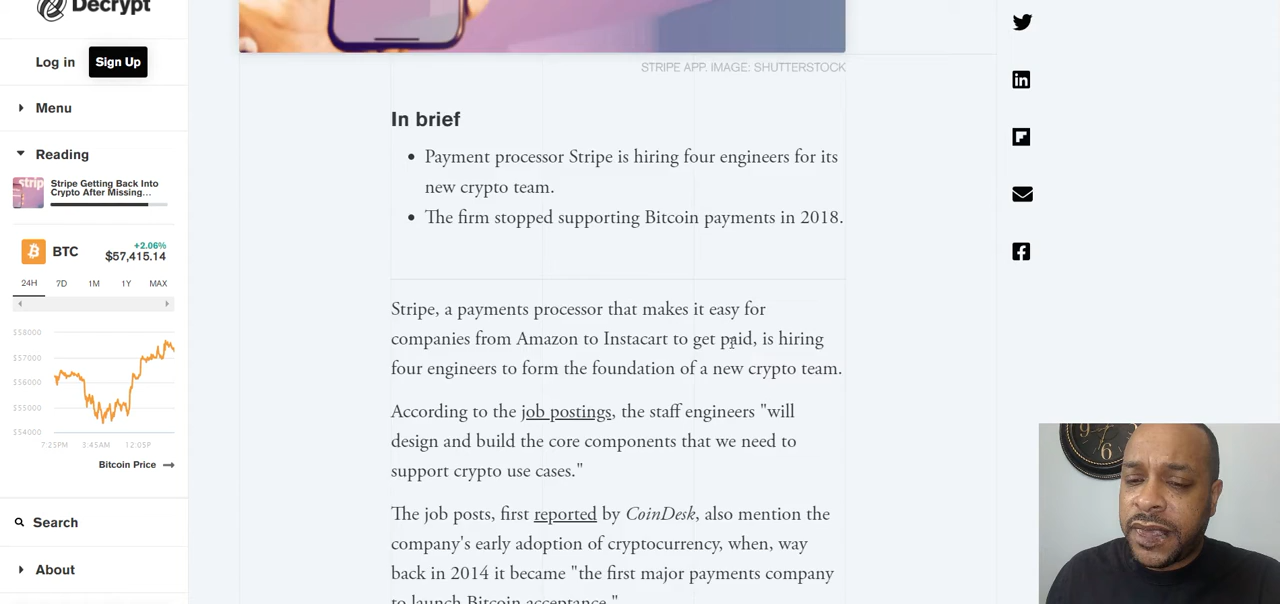 Decrypt
Log in
Sign Up
Menu
Reading
Stripe Getting Back Into
Crypto After Missing...
BTC
+2.06%
$57,415.14
24H 7D 1M 1Y MAX
$58000
$57000
$56000
$55000
$54000
7:25PM 3:45AM 12:05P
Bitcoin Price
Search
About
strip
STRIPE APP. IMAGE: SHUTTERSTOCK
In brief
Payment processor Stripe is hiring four engineers for its
new crypto team.
The firm stopped supporting Bitcoin payments in 2018.
Stripe, a payments processor that makes it easy for
companies from Amazon to Instacart to get paid, is hiring
four engineers to form the foundation of a new crypto team.
According to the job postings, the staff engineers "will
design and build the core components that we need to
support crypto use cases."
The job posts, first reported by CoinDesk, also mention the
company's early adoption of cryptocurrency, when, way
back in 2014 it became "the first major payments company
to launch Bitcoin acceptance."
9
6